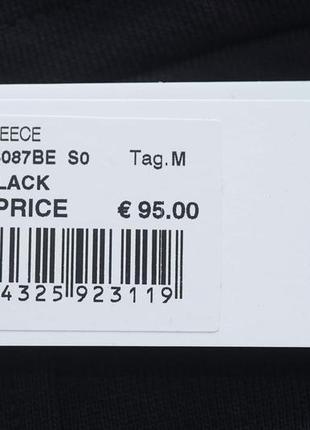 EECE
087BE S0 Tag.M
LACK
PRICE € 95.00
4325 923119